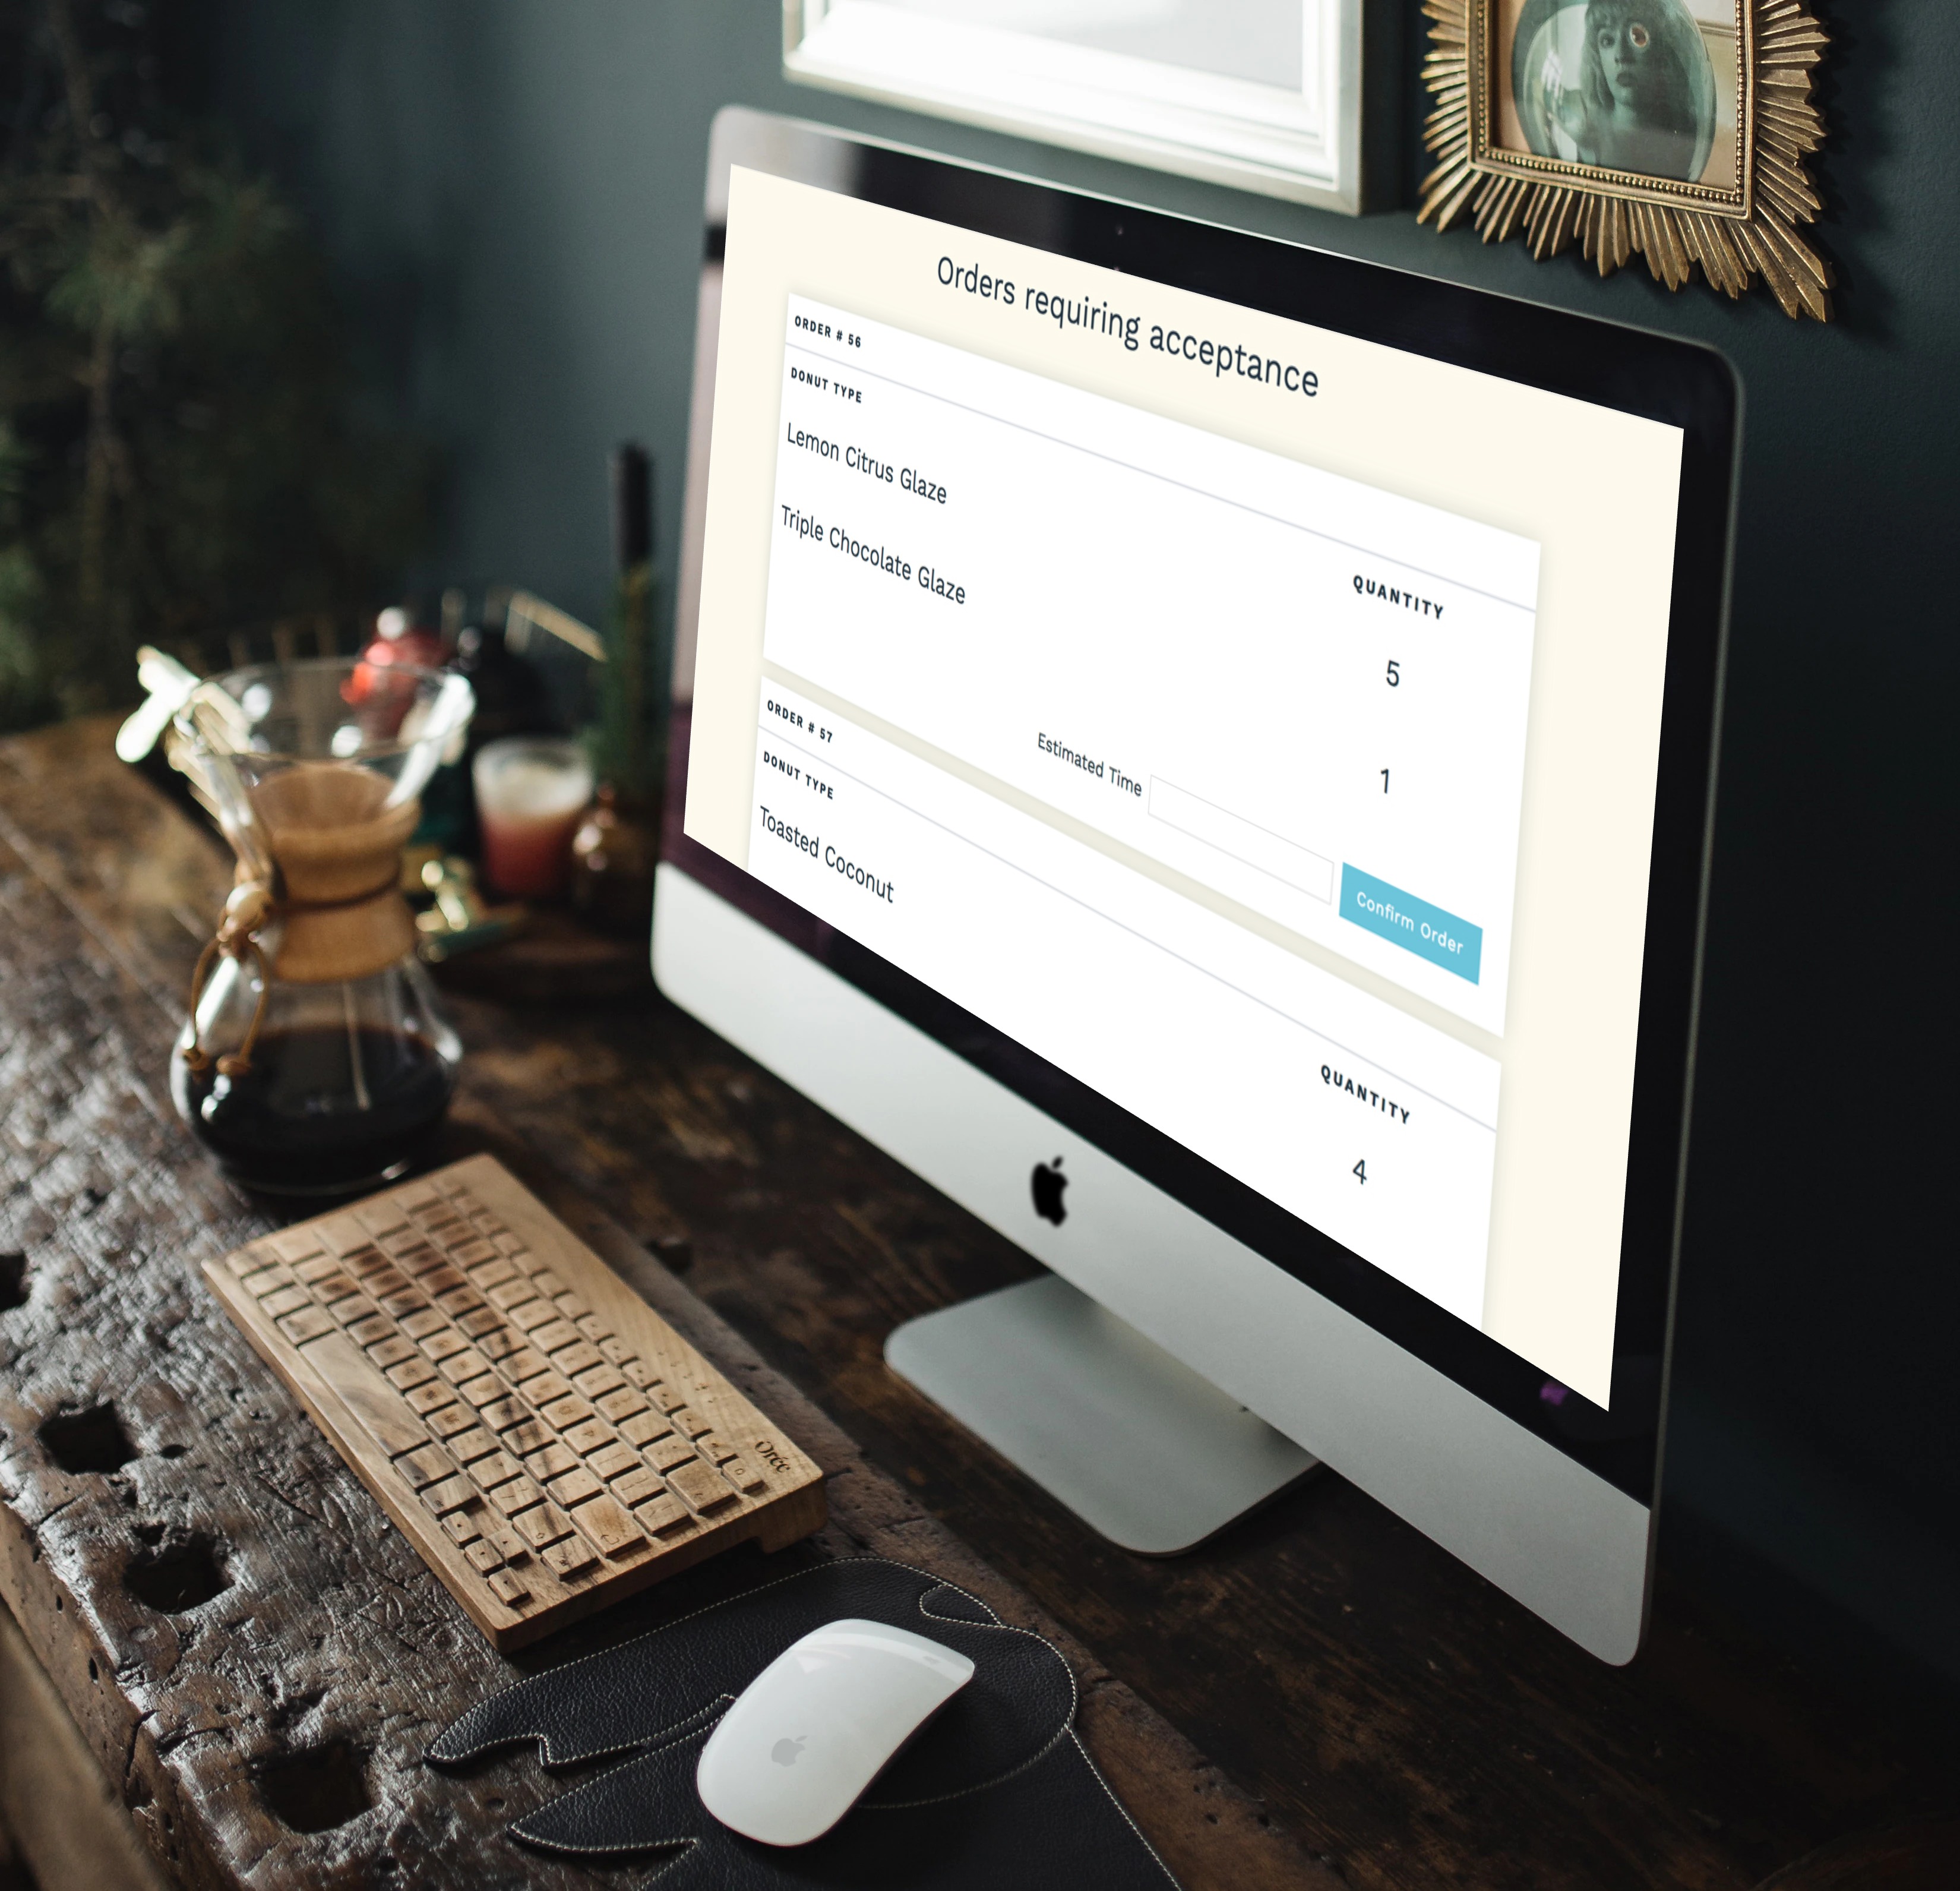 Orders requiring acceptance
ORDER # 56
DONUT TYPE QUANTITY
Lemon Citrus Glaze 5
Triple Chocolate Glaze 1
Estimated Time Confirm Order
ORDER # 57
DONUT TYPE QUANTITY
Toasted Coconut 4
Orée